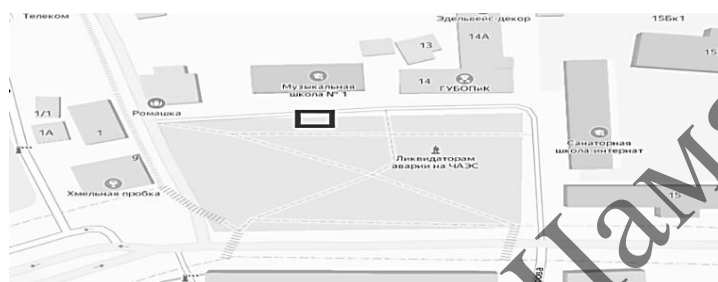 Телеком
Эдельвейс-декор
15Бк1
14А
13
15
Музыкальная
школа № 1
14
ГУБОПиК
Ромашка
1/1
1А
1
Санаторная
школа-интернат
Ликвидаторам
аварии на ЧАЭС
9
Хмельная пробка
15